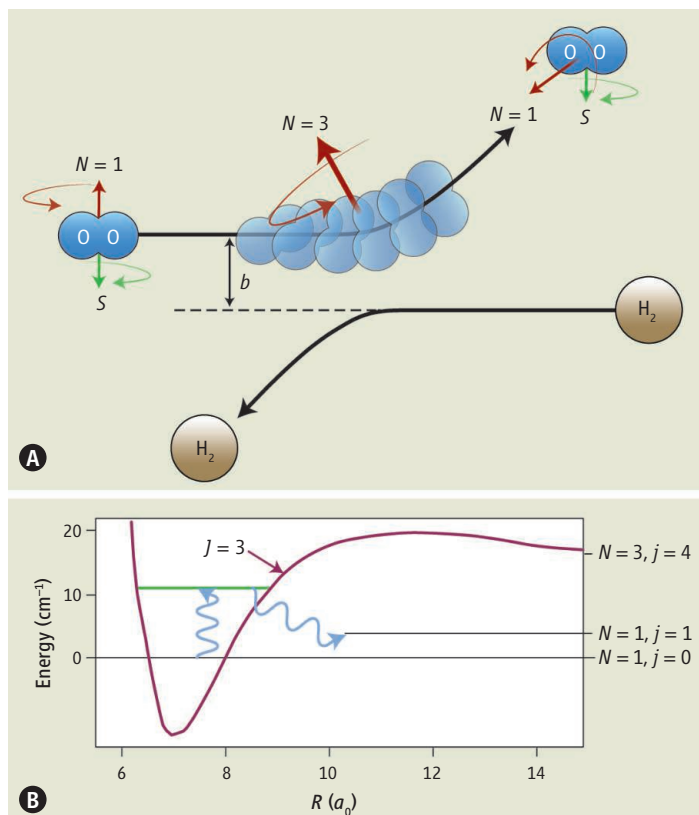 O O
N = 1
S
N = 3
O O
N = 1
S
b
H₂
H₂
A
Energy (cm⁻¹)
20
10
0
J = 3
N = 3, j = 4
N = 1, j = 1
N = 1, j = 0
6 8 10 12 14
R (a₀)
B